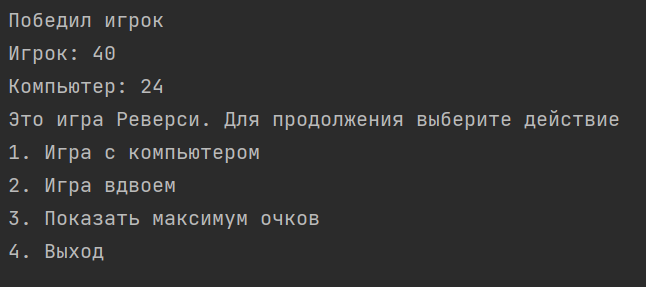 Победил игрок
Игрок: 40
Компьютер: 24
Это игра Реверси. Для продолжения выберите действие
1. Игра с компьютером
2. Игра вдвоем
3. Показать максимум очков
4. Выход